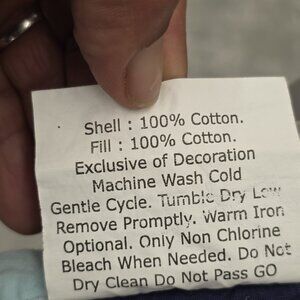 Shell : 100% Cotton.
Fill : 100% Cotton.
Exclusive of Decoration
Machine Wash Cold
Gentle Cycle. Tumble Dry Low
Remove Promptly. Warm Iron
Optional. Only Non Chlorine
Bleach When Needed. Do Not
Dry Clean Do Not Pass GO